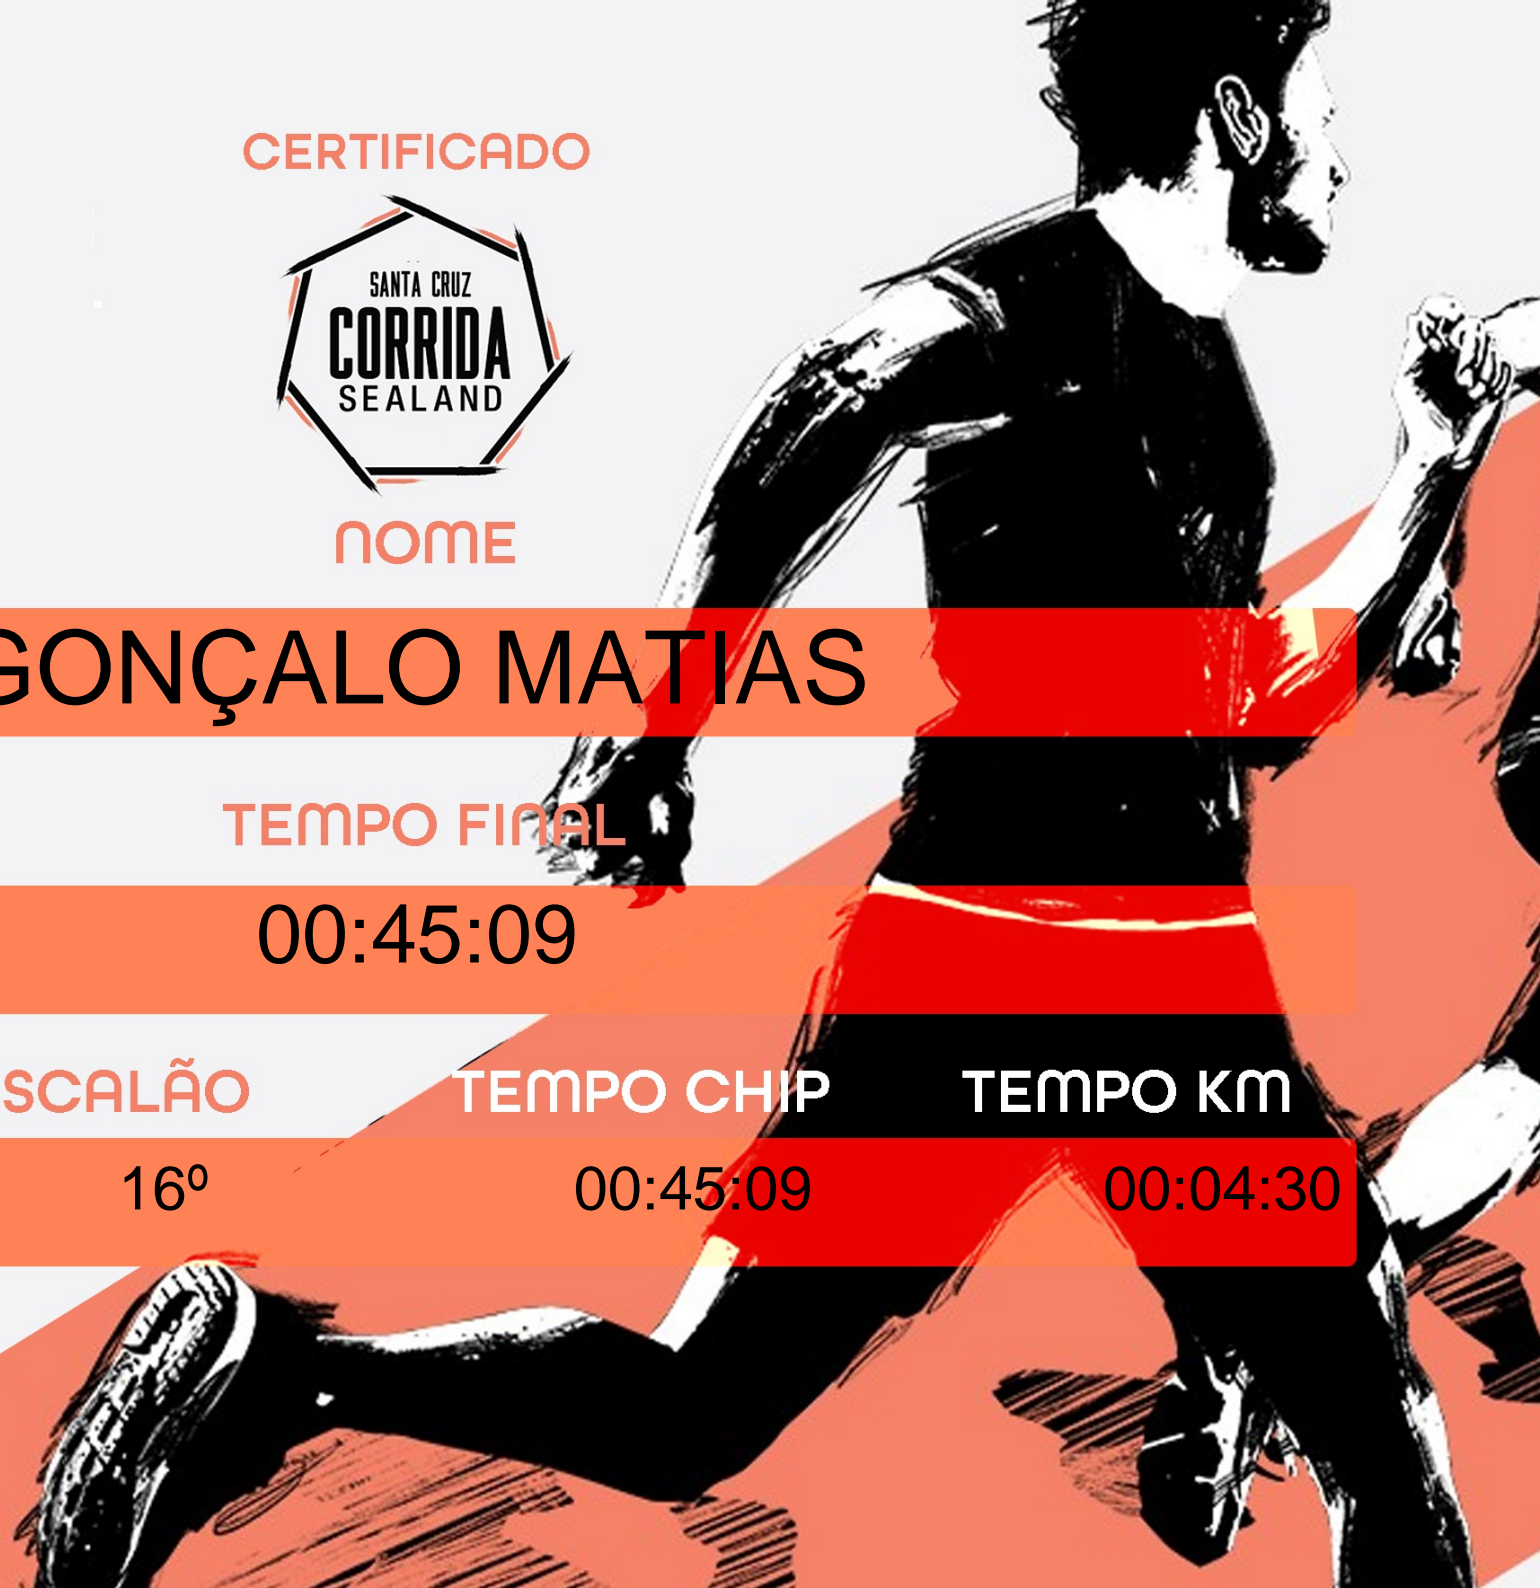 CERTIFICADO
SANTA CRUZ
CORRIDA
SEALAND
NOME
GONÇALO MATIAS
TEMPO FINAL
00:45:09
SCALÃO TEMPO CHIP TEMPO KM
16º 00:45:09 00:04:30